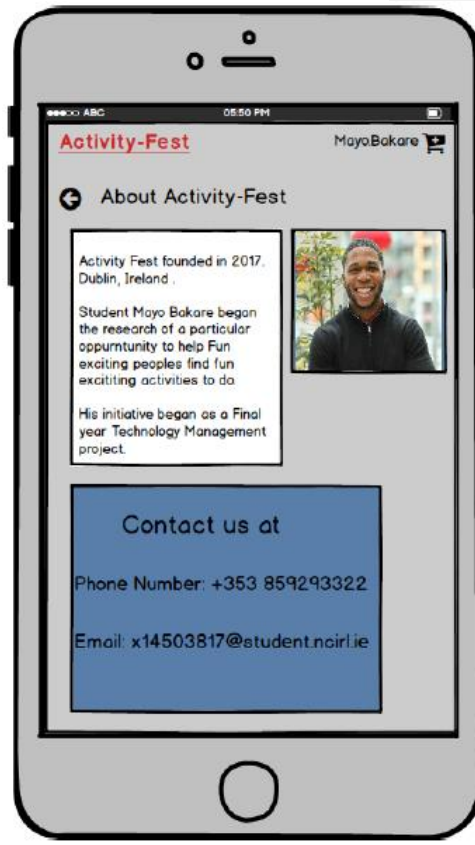 ABC
05:50 PM
Activity-Fest
Mayo.Bakare
About Activity-Fest
Activity Fest founded in 2017.
Dublin, Ireland .
Student Mayo Bakare began
the research of a particular
oppurntunity to help Fun
exciting peoples find fun
excititing activities to do.
His initiative began as a Final
year Technology Management
project.
Contact us at
Phone Number: +353 859293322
Email: x14503817@student.ncirl.ie